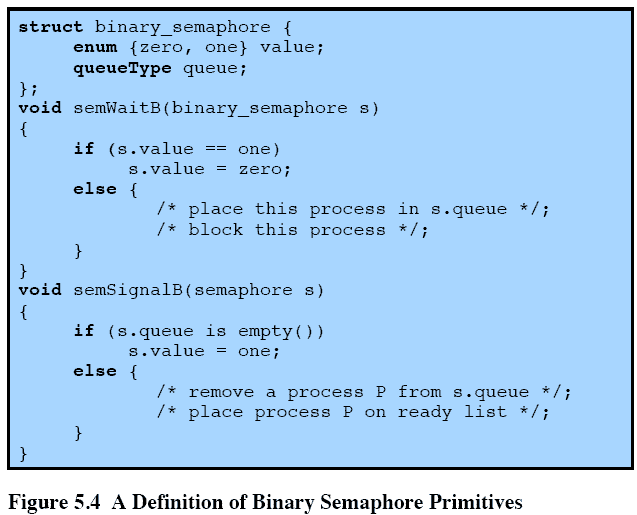 struct binary_semaphore {
enum {zero, one} value;
queueType queue;
};
void semWaitB(binary_semaphore s)
{
if (s.value == one)
s.value = zero;
else {
/* place this process in s.queue */;
/* block this process */;
}
}
void semSignalB(semaphore s)
{
if (s.queue is empty())
s.value = one;
else {
/* remove a process P from s.queue */;
/* place process P on ready list */;
}
}
Figure 5.4 A Definition of Binary Semaphore Primitives